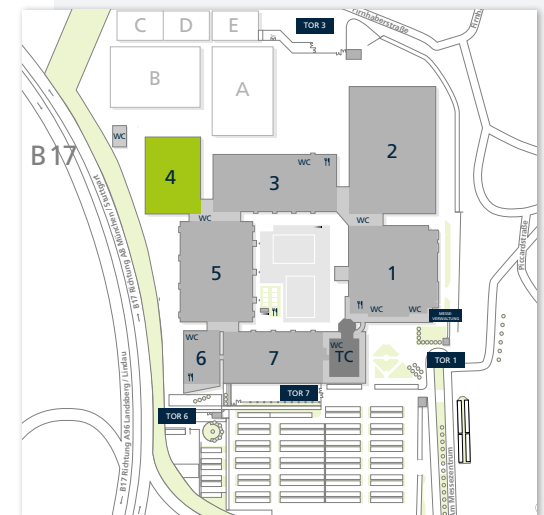 C
D
E
TOR 3
B
A
WC
B 17
4
3
WC
2
WC
WC
5
1
WC
WC
MESSE-
VERWALTUNG
WC
6
7
WC
TC
TOR 1
TOR 7
TOR 6
Piccardstraße
B17 Richtung A8 München/Stuttgart
B17 Richtung A96 Landsberg/Lindau
m Messezentrum